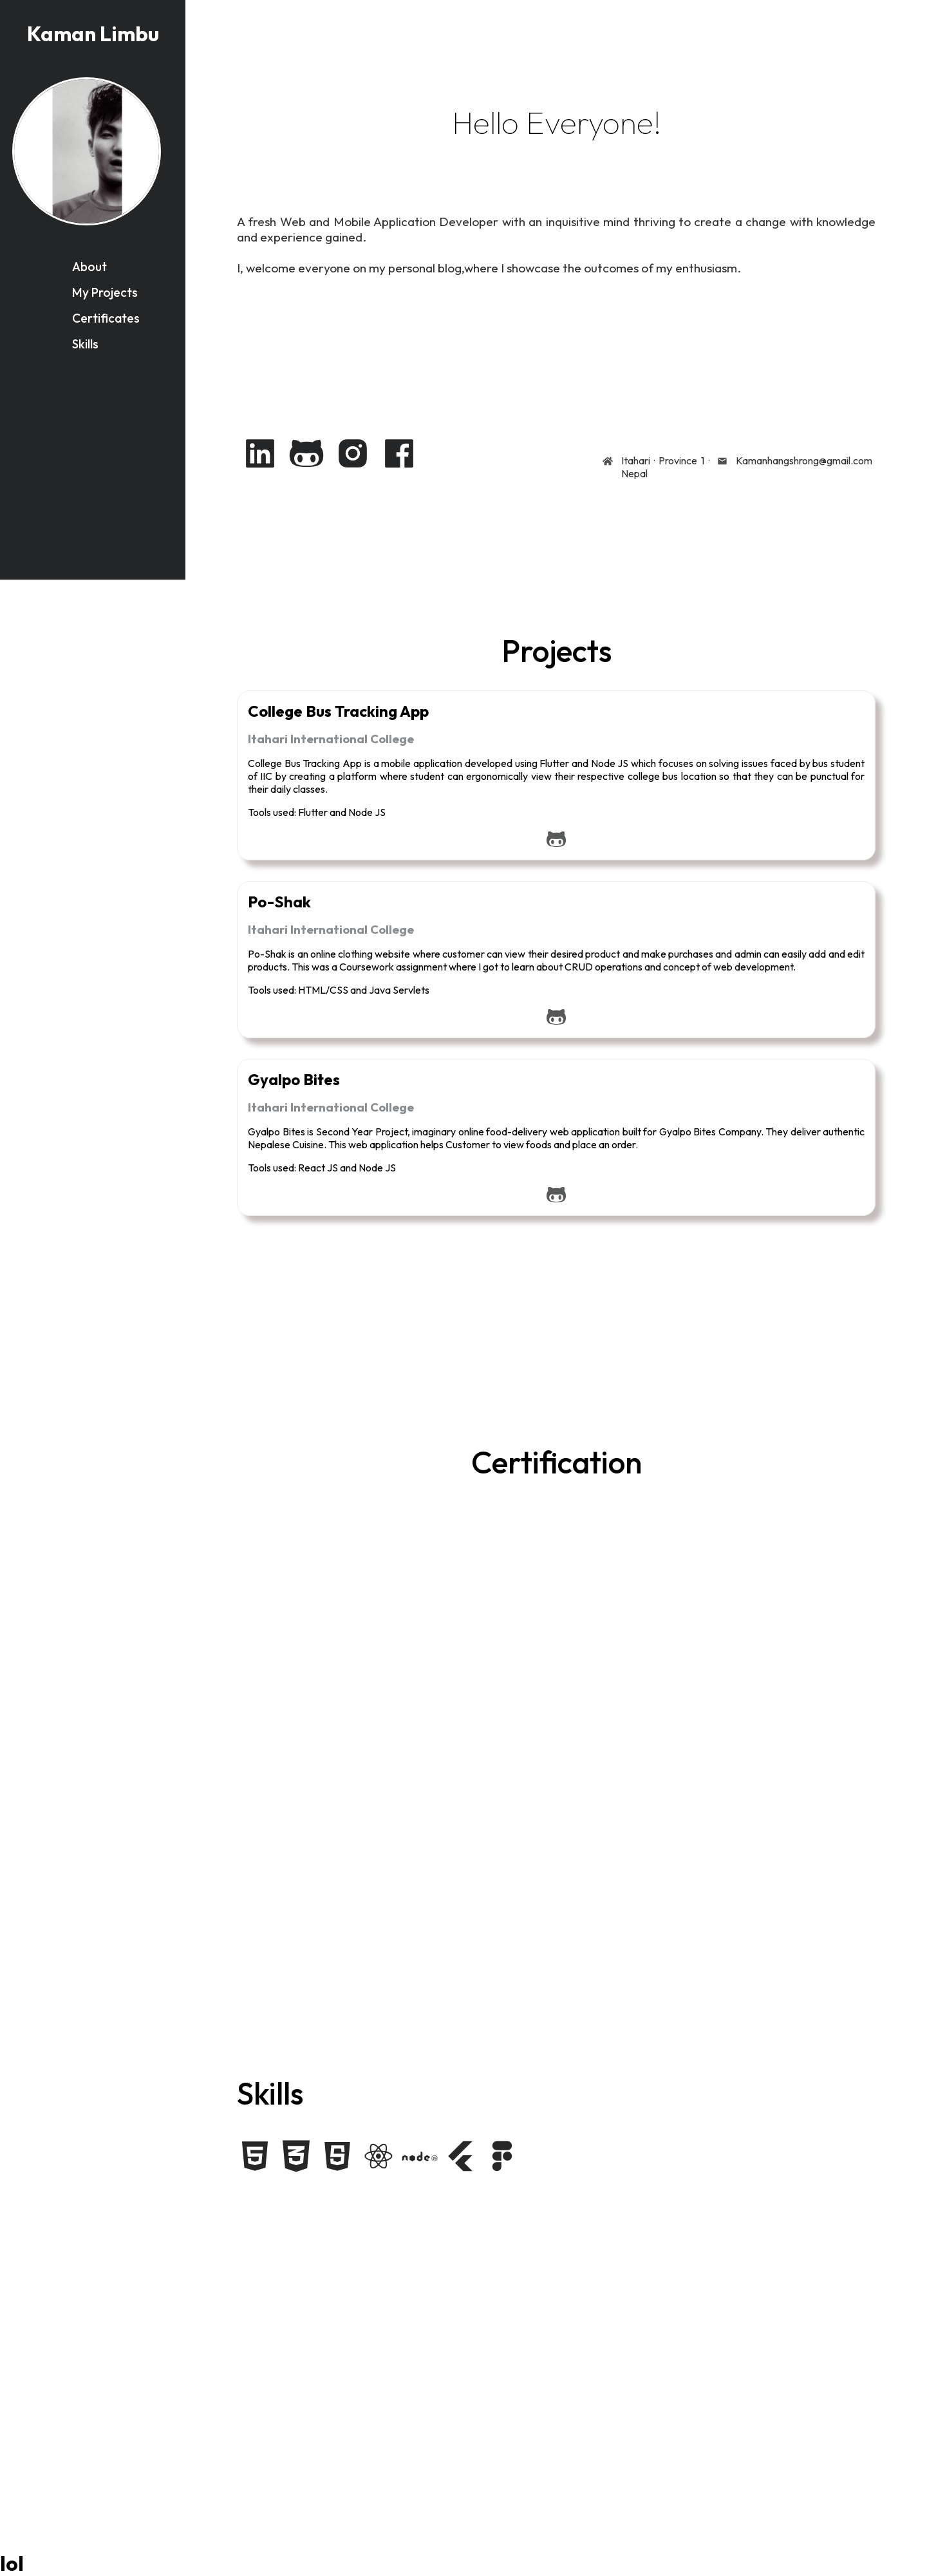 Kaman Limbu
About
My Projects
Certificates
Skills
Hello Everyone!
A fresh Web and Mobile Application Developer with an inquisitive mind thriving to create a change with knowledge
and experience gained.
I, welcome everyone on my personal blog,where I showcase the outcomes of my enthusiasm.
Itahari · Province 1 ·
Nepal
Kamanhangshrong@gmail.com
Projects
College Bus Tracking App
Itahari International College
College Bus Tracking App is a mobile application developed using Flutter and Node JS which focuses on solving issues faced by bus student
of IIC by creating a platform where student can ergonomically view their respective college bus location so that they can be punctual for
their daily classes.
Tools used: Flutter and Node JS
Po-Shak
Itahari International College
Po-Shak is an online clothing website where customer can view their desired product and make purchases and admin can easily add and edit
products. This was a Coursework assignment where I got to learn about CRUD operations and concept of web development.
Tools used: HTML/CSS and Java Servlets
Gyalpo Bites
Itahari International College
Gyalpo Bites is Second Year Project, imaginary online food-delivery web application built for Gyalpo Bites Company. They deliver authentic
Nepalese Cuisine. This web application helps Customer to view foods and place an order.
Tools used: React JS and Node JS
Certification
Skills
node
lol